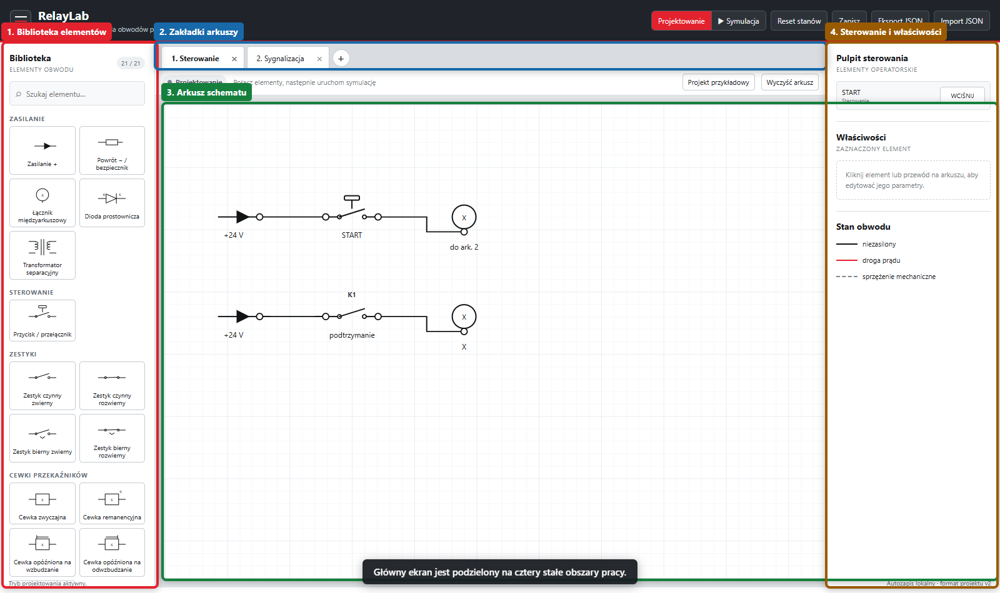 RelayLab
a obwodów p
Projektowanie
▶ Symulacja
Reset stanów
Zapisz
Eksport JSON
Import JSON
1. Biblioteka elementów
2. Zakładki arkuszy
4. Sterowanie i właściwości
Biblioteka
ELEMENTY OBWODU
21 / 21
Szukaj elementu...
ZASILANIE
Zasilanie +
Powrót – /
bezpiecznik
X
Łącznik
międzyarkuszowy
A K
Dioda prostownicza
Transformator
separacyjny
STEROWANIE
Przycisk / przełącznik
ZESTYKI
Zestyk czynny
zwierny
Zestyk czynny
rozwierny
Zestyk bierny zwierny
Zestyk bierny
rozwierny
CEWKI PRZEKAŹNIKÓW
K
Cewka zwyczajna
K
R
Cewka remanencyjna
K
Cewka opóźniona na
wzbudzanie
K
Cewka opóźniona na
odwzbudzanie
Tryb projektowania aktywny.
1. Sterowanie ×
2. Sygnalizacja ×
+
Projektowanie
Połącz elementy, następnie uruchom symulację
Projekt przykładowy
Wyczyść arkusz
3. Arkusz schematu
+24 V
START
X
do ark. 2
K1
+24 V
podtrzymanie
X
X
Główny ekran jest podzielony na cztery stałe obszary pracy.
Pulpit sterowania
ELEMENTY OPERATORSKIE
START
Sterowanie
WCIŚNIJ
Właściwości
ZAZNACZONY ELEMENT
Kliknij element lub przewód na arkuszu, aby
edytować jego parametry.
Stan obwodu
niezasilony
droga prądu
sprzężenie mechaniczne
Autozapis lokalny · format projektu v2